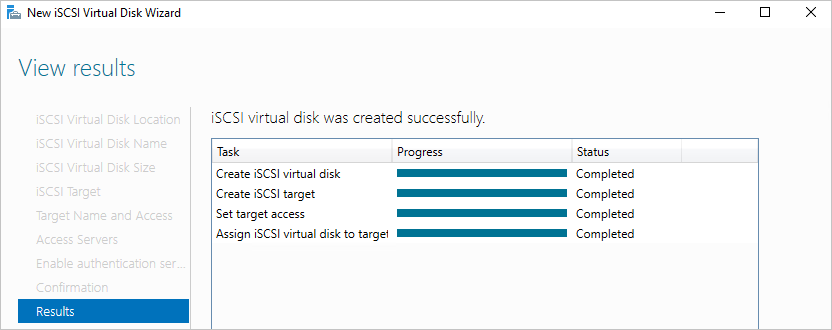 New iSCSI Virtual Disk Wizard
View results
iSCSI Virtual Disk Location
iSCSI Virtual Disk Name
iSCSI Virtual Disk Size
iSCSI Target
Target Name and Access
Access Servers
Enable authentication ser...
Confirmation
Results
iSCSI virtual disk was created successfully.
Task Progress Status
Create iSCSI virtual disk Completed
Create iSCSI target Completed
Set target access Completed
Assign iSCSI virtual disk to target Completed